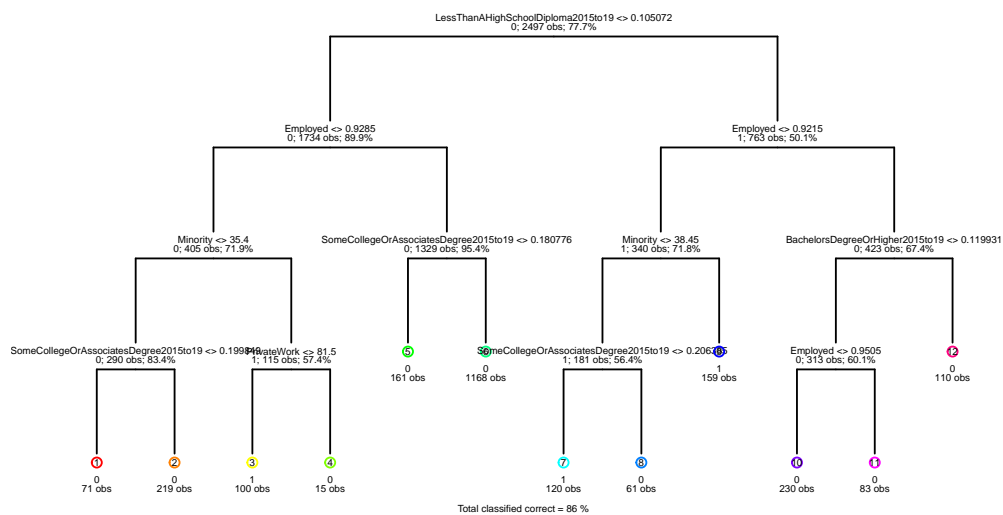 LessThanAHighSchoolDiploma2015to19 <> 0.105072
0; 2497 obs; 77.7%
Employed <> 0.9285
0; 1734 obs; 89.9%
Employed <> 0.9215
1; 763 obs; 50.1%
Minority <> 35.4
0; 405 obs; 71.9%
SomeCollegeOrAssociatesDegree2015to19 <> 0.180776
0; 1329 obs; 95.4%
Minority <> 38.45
1; 340 obs; 71.8%
BachelorsDegreeOrHigher2015to19 <> 0.119931
0; 423 obs; 67.4%
SomeCollegeOrAssociatesDegree2015to19 <>
0; 290 obs; 83.4%
PrivateWork <> 81.5
1; 115 obs; 57.4%
5
0
161 obs
6
0
1168 obs
SomeCollegeOrAssociatesDegree2015to19 <>
1; 181 obs; 56.4%
9
1
159 obs
Employed <> 0.9505
0; 313 obs; 60.1%
12
0
110 obs
1
0
71 obs
2
0
219 obs
3
1
100 obs
4
0
15 obs
7
1
120 obs
8
0
61 obs
10
0
230 obs
11
0
83 obs
Total classified correct = 86 %